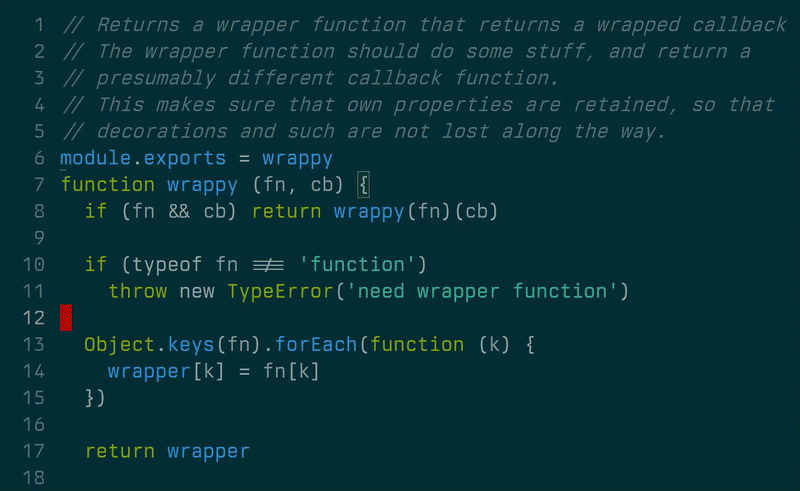 1 // Returns a wrapper function that returns a wrapped callback
2 // The wrapper function should do some stuff, and return a
3 // presumably different callback function.
4 // This makes sure that own properties are retained, so that
5 // decorations and such are not lost along the way.
6 module.exports = wrappy
7 function wrappy (fn, cb) {
8   if (fn && cb) return wrappy(fn)(cb)
9
10   if (typeof fn !== 'function')
11     throw new TypeError('need wrapper function')
12
13   Object.keys(fn).forEach(function (k) {
14     wrapper[k] = fn[k]
15   })
16
17   return wrapper
18